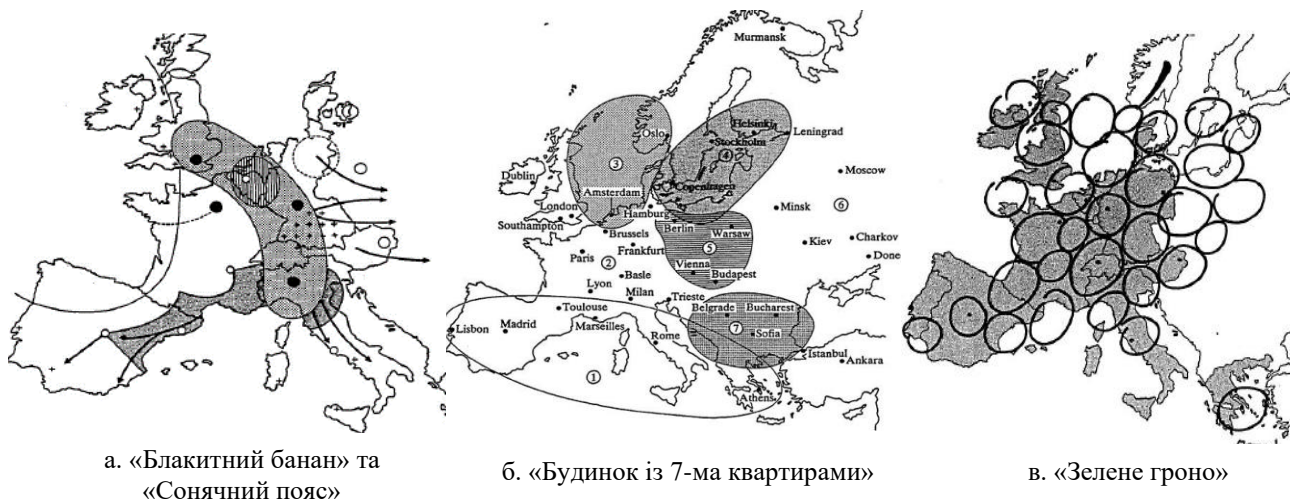 Murmansk
Oslo
Helsinki
Stockholm
Leningrad
③
④
Moscow
Dublin
Copenhagen
Amsterdam
Minsk
⑥
London
Hamburg
Southampton
Berlin
Warsaw
Brussels
Kiev
Charkov
Frankfurt
⑤
Paris
②
Done
Vienna
Basle
Budapest
Lyon
Milan
Trieste
Toulouse
Belgrade
Bucharest
Lisbon
Madrid
Marseilles
⑦
Sofia
Rome
Istanbul
Ankara
①
Athens
а. «Блакитний банан» та
«Сонячний пояс»
б. «Будинок із 7-ма квартирами»
в. «Зелене гроно»